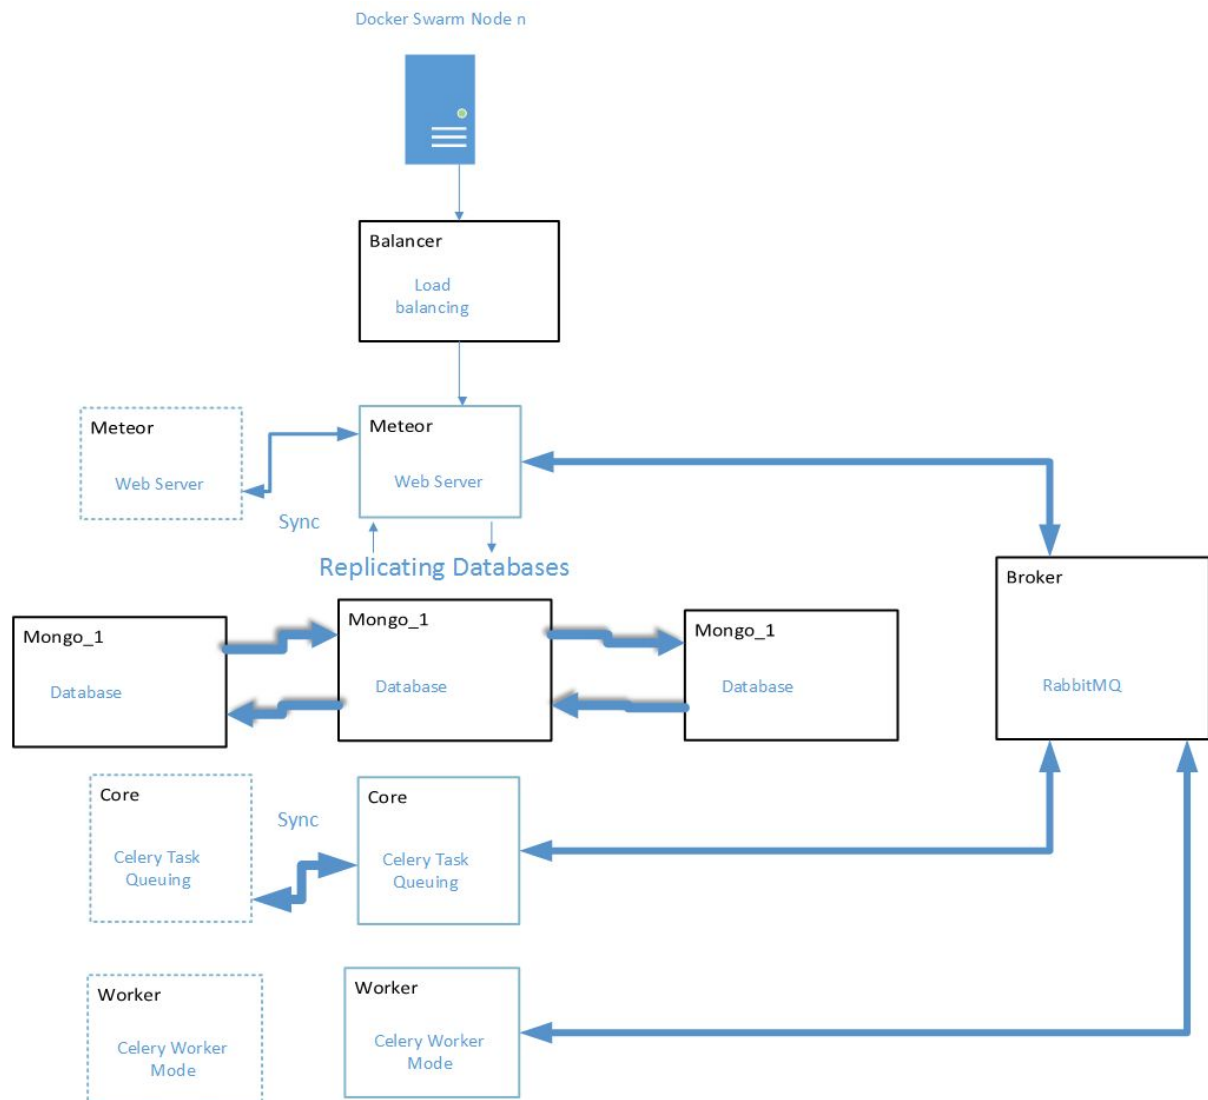 Docker Swarm Node n
Balancer
Load
balancing
Meteor
Web Server
Meteor
Web Server
Sync
Replicating Databases
Mongo_1
Database
Mongo_1
Database
Mongo_1
Database
Broker
RabbitMQ
Core
Celery Task
Queuing
Sync
Core
Celery Task
Queuing
Worker
Celery Worker
Mode
Worker
Celery Worker
Mode